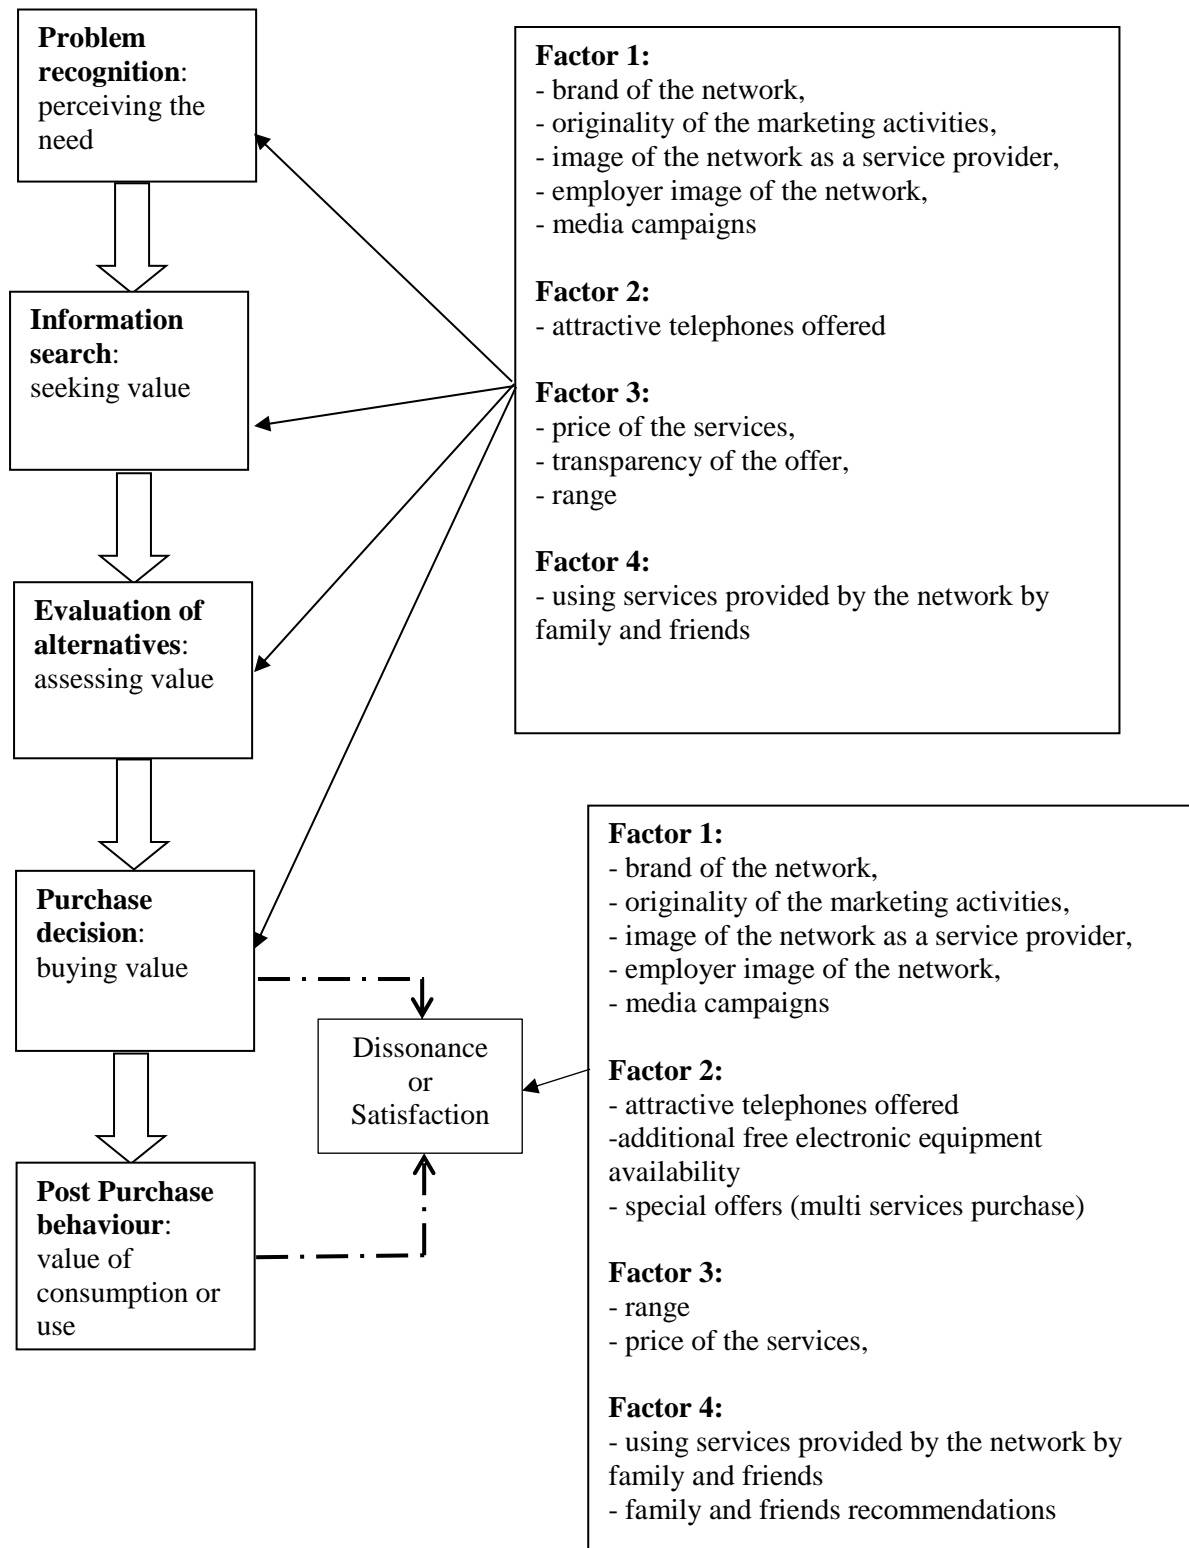 Problem
recognition:
perceiving the
need
Information
search:
seeking value
Evaluation of
alternatives:
assessing value
Purchase
decision:
buying value
Post Purchase
behaviour:
value of
consumption or
use
Dissonance
or
Satisfaction
Factor 1:
- brand of the network,
- originality of the marketing activities,
- image of the network as a service provider,
- employer image of the network,
- media campaigns
Factor 2:
- attractive telephones offered
Factor 3:
- price of the services,
- transparency of the offer,
- range
Factor 4:
- using services provided by the network by
family and friends
Factor 1:
- brand of the network,
- originality of the marketing activities,
- image of the network as a service provider,
- employer image of the network,
- media campaigns
Factor 2:
- attractive telephones offered
-additional free electronic equipment
availability
- special offers (multi services purchase)
Factor 3:
- range
- price of the services,
Factor 4:
- using services provided by the network by
family and friends
- family and friends recommendations